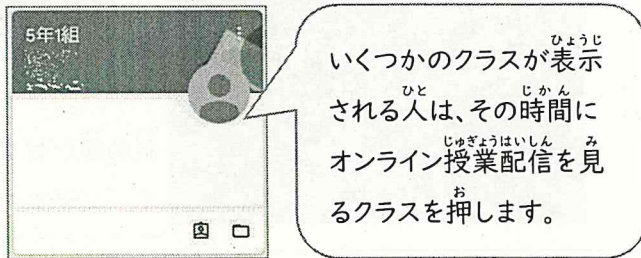 5年1組
いくつかのクラスが表示
される人は、その時間に
オンライン授業配信を見
るクラスを押します。